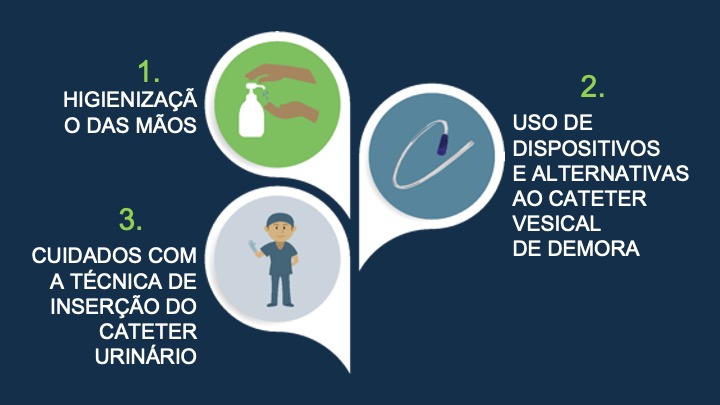 1.
HIGIENIZAÇÃ
O DAS MÃOS
2.
USO DE
DISPOSITIVOS
E ALTERNATIVAS
AO CATETER
VESICAL
DE DEMORA
3.
CUIDADOS COM
A TÉCNICA DE
INSERÇÃO DO
CATETER
URINÁRIO